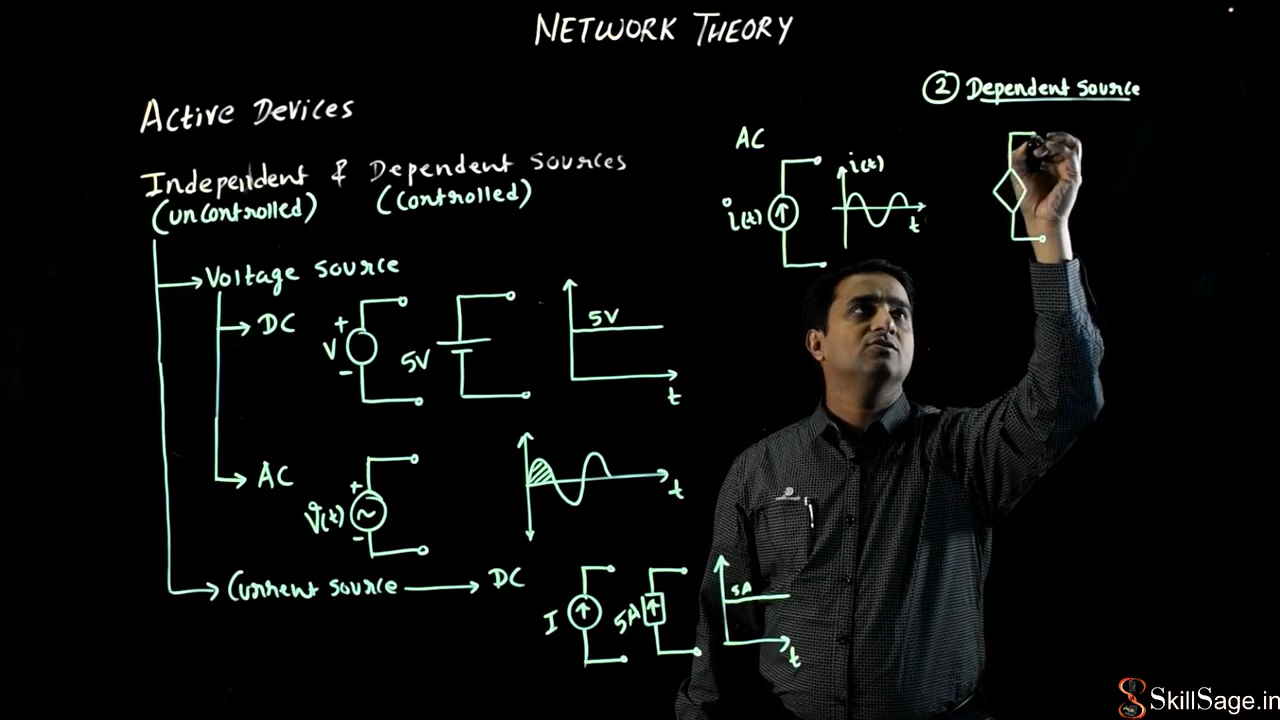 NETWORK THEORY
Active Devices
Independent & Dependent sources
(uncontrolled) (controlled)
Voltage source
DC
+
V
-
5V
5V
t
AC
+
v(t)
-
t
Current source
DC
I
5A
5A
t
AC
i(t)
i(t)
t
② Dependent source
SkillSage.in